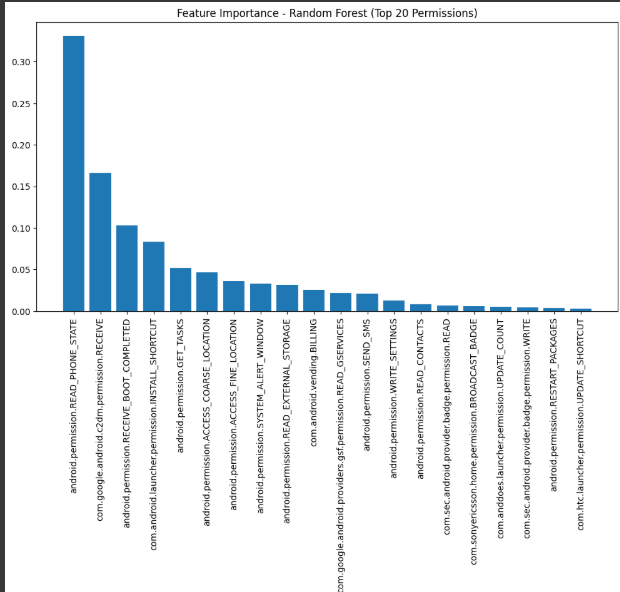 Feature Importance - Random Forest (Top 20 Permissions)
0.30
0.25
0.20
0.15
0.10
0.05
0.00
android.permission.READ_PHONE_STATE
com.google.android.c2dm.permission.RECEIVE
android.permission.RECEIVE_BOOT_COMPLETED
com.android.launcher.permission.INSTALL_SHORTCUT
android.permission.GET_TASKS
android.permission.ACCESS_COARSE_LOCATION
android.permission.ACCESS_FINE_LOCATION
android.permission.SYSTEM_ALERT_WINDOW
android.permission.READ_EXTERNAL_STORAGE
com.android.vending.BILLING
com.google.android.providers.gsf.permission.READ_GSERVICES
android.permission.SEND_SMS
android.permission.WRITE_SETTINGS
android.permission.READ_CONTACTS
com.sec.android.provider.badge.permission.READ
com.sonyericsson.home.permission.BROADCAST_BADGE
com.anddoes.launcher.permission.UPDATE_COUNT
com.sec.android.provider.badge.permission.WRITE
android.permission.RESTART_PACKAGES
com.htc.launcher.permission.UPDATE_SHORTCUT